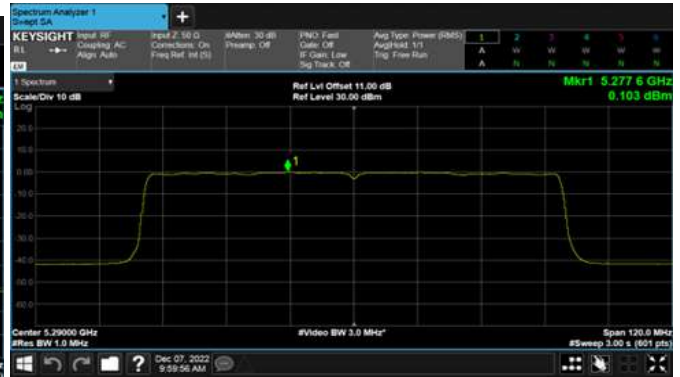 Spectrum Analyzer 1
Swept SA
KEYSIGHT
RL
Input: RF
Coupling: AC
Align: Auto
Input Z: 50 Ω
Corrections: On
Freq Ref: Int (S)
#Atten: 30 dB
Preamp: Off
PNO: Fast
Gate: Off
IF Gain: Low
Sig Track: Off
Avg Type: Power (RMS)
Avg|Hold: 1/1
Trig: Free Run
1 2 3 4 5 6
A W W W W W
A N N N N N
LXI
1 Spectrum
Scale/Div 10 dB
Log
Ref Lvl Offset 11.00 dB
Ref Level 30.00 dBm
Mkr1 5.277 6 GHz
0.103 dBm
20.0
10.0
0.00
-10.0
-20.0
-30.0
-40.0
-50.0
-60.0
1
Center 5.29000 GHz
#Res BW 1.0 MHz
#Video BW 3.0 MHz*
Span 120.0 MHz
#Sweep 3.00 s (601 pts)
?
Dec 07, 2022
9:59:56 AM